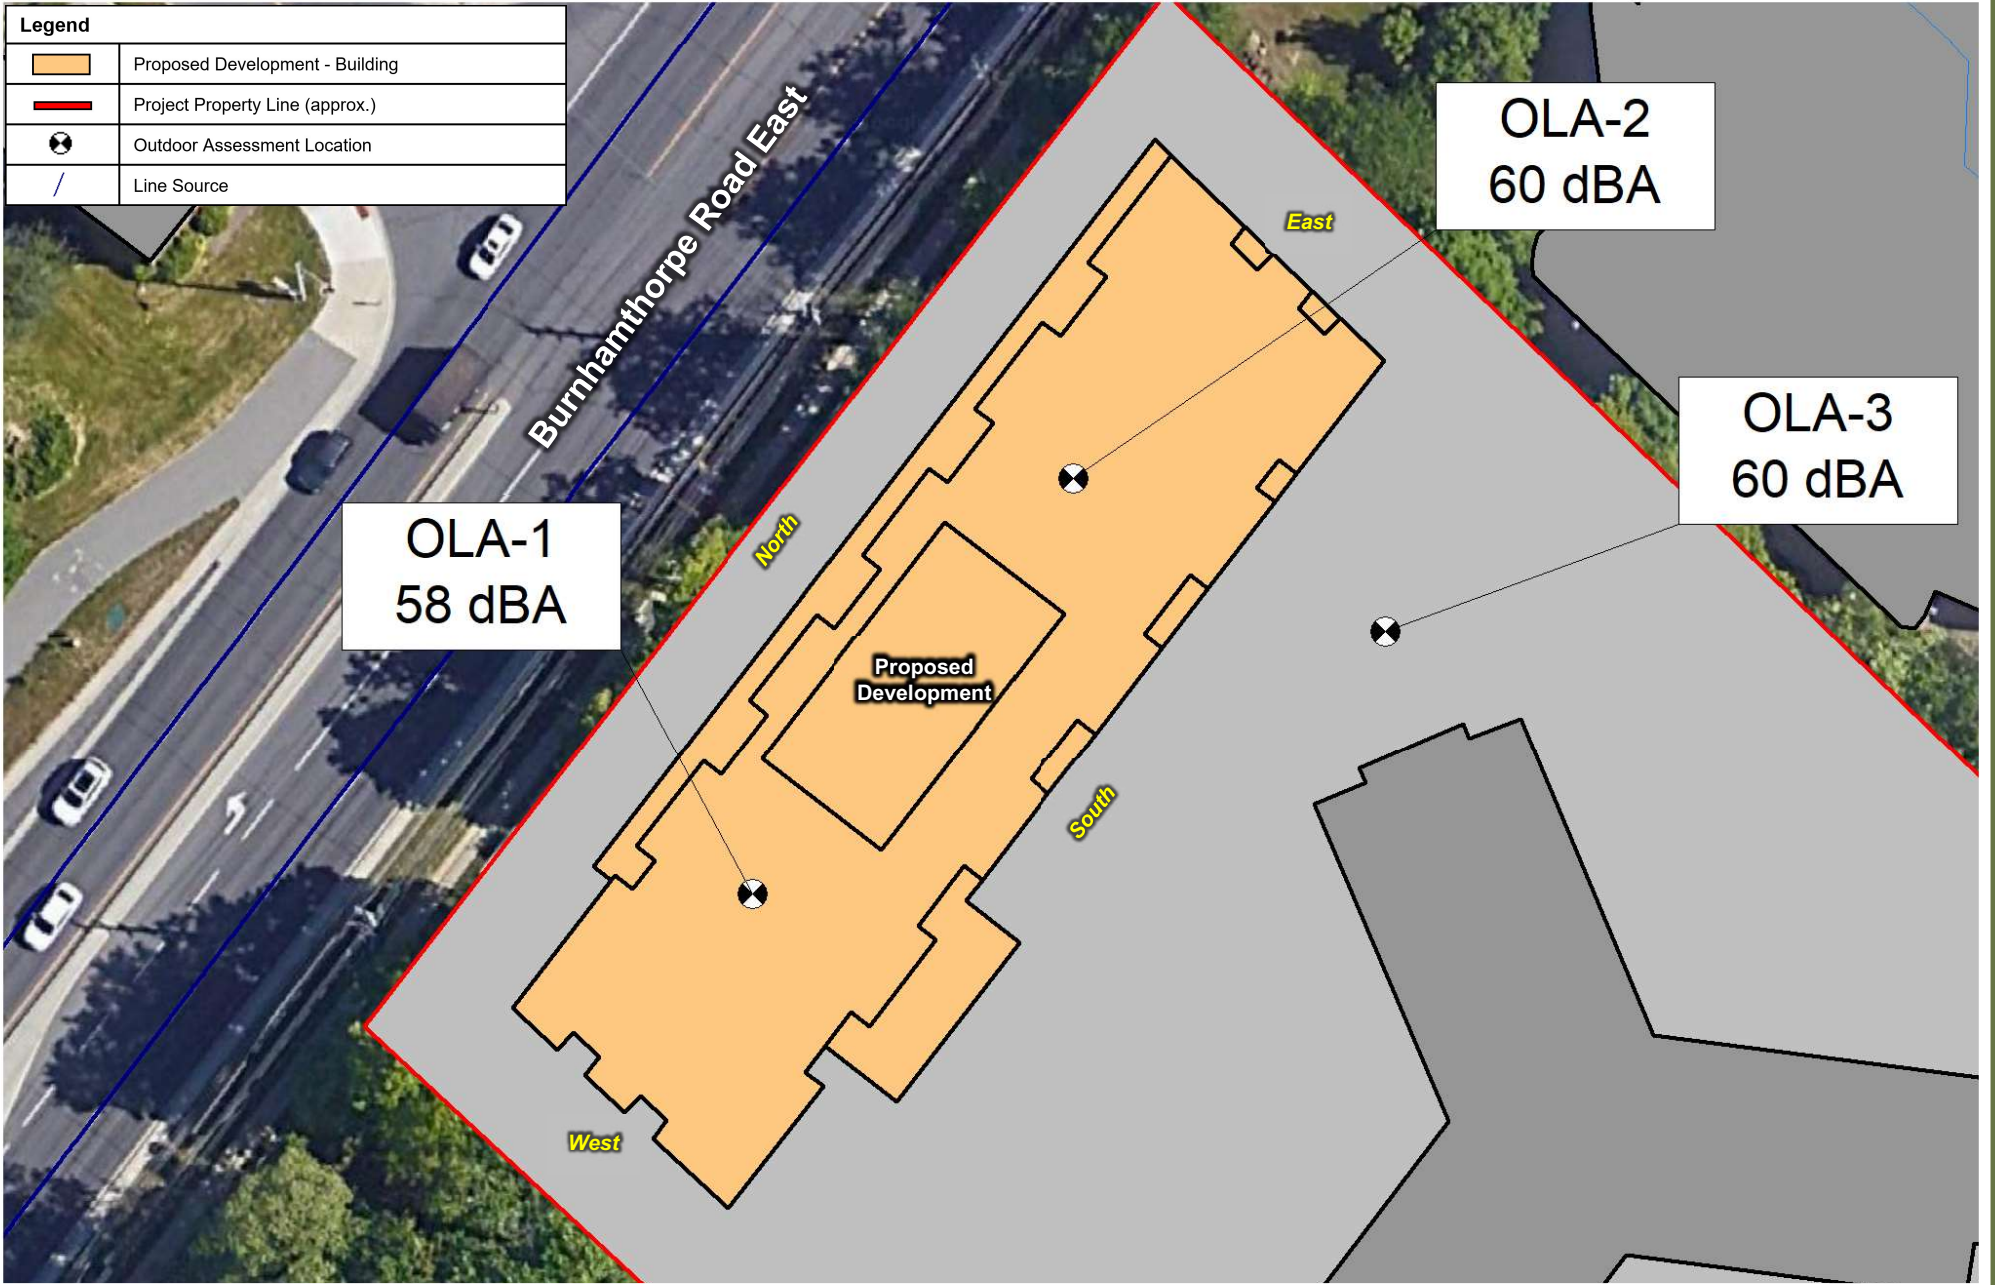 Legend
Proposed Development - Building
Project Property Line (approx.)
Outdoor Assessment Location
Line Source
Burnhamthorpe Road East
OLA-2
60 dBA
East
OLA-3
60 dBA
OLA-1
58 dBA
North
Proposed
Development
South
West